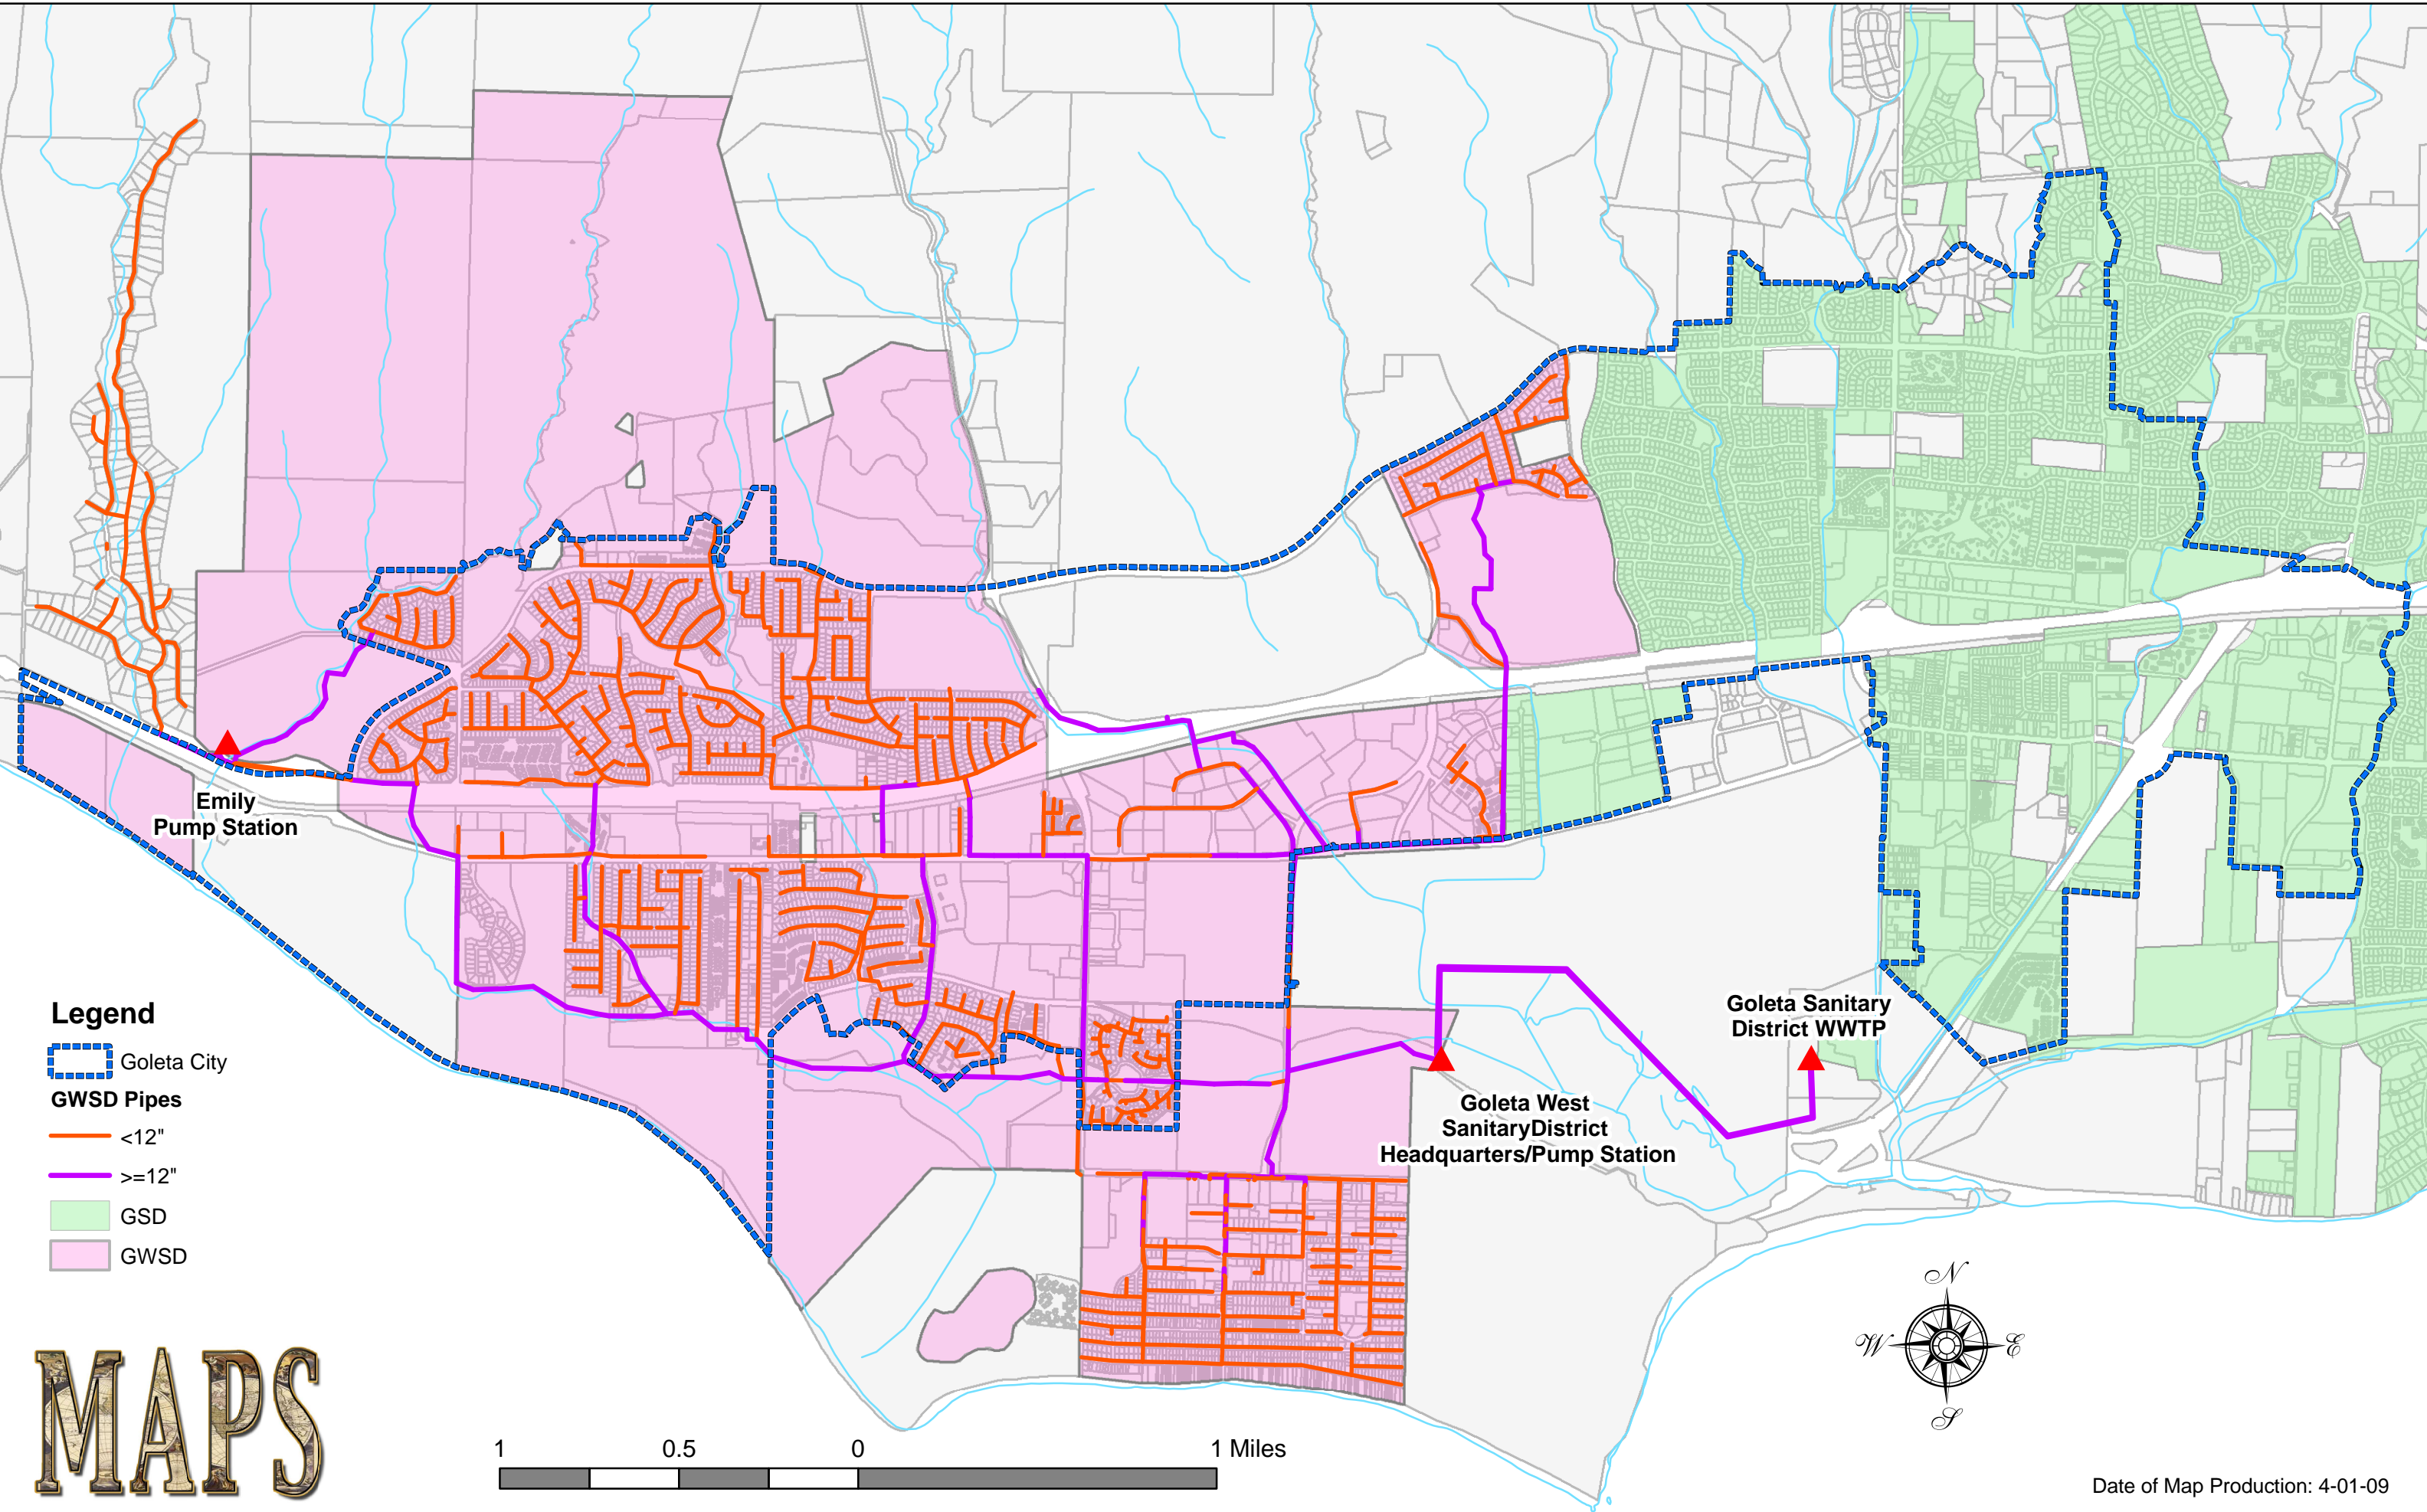 Emily
Pump Station
Goleta Sanitary
District WWTP
Goleta West
SanitaryDistrict
Headquarters/Pump Station
Legend
Goleta City
GWSD Pipes
<12"
>=12"
GSD
GWSD
MAPS
1 0.5 0 1 Miles
N
W E
S
Date of Map Production: 4-01-09